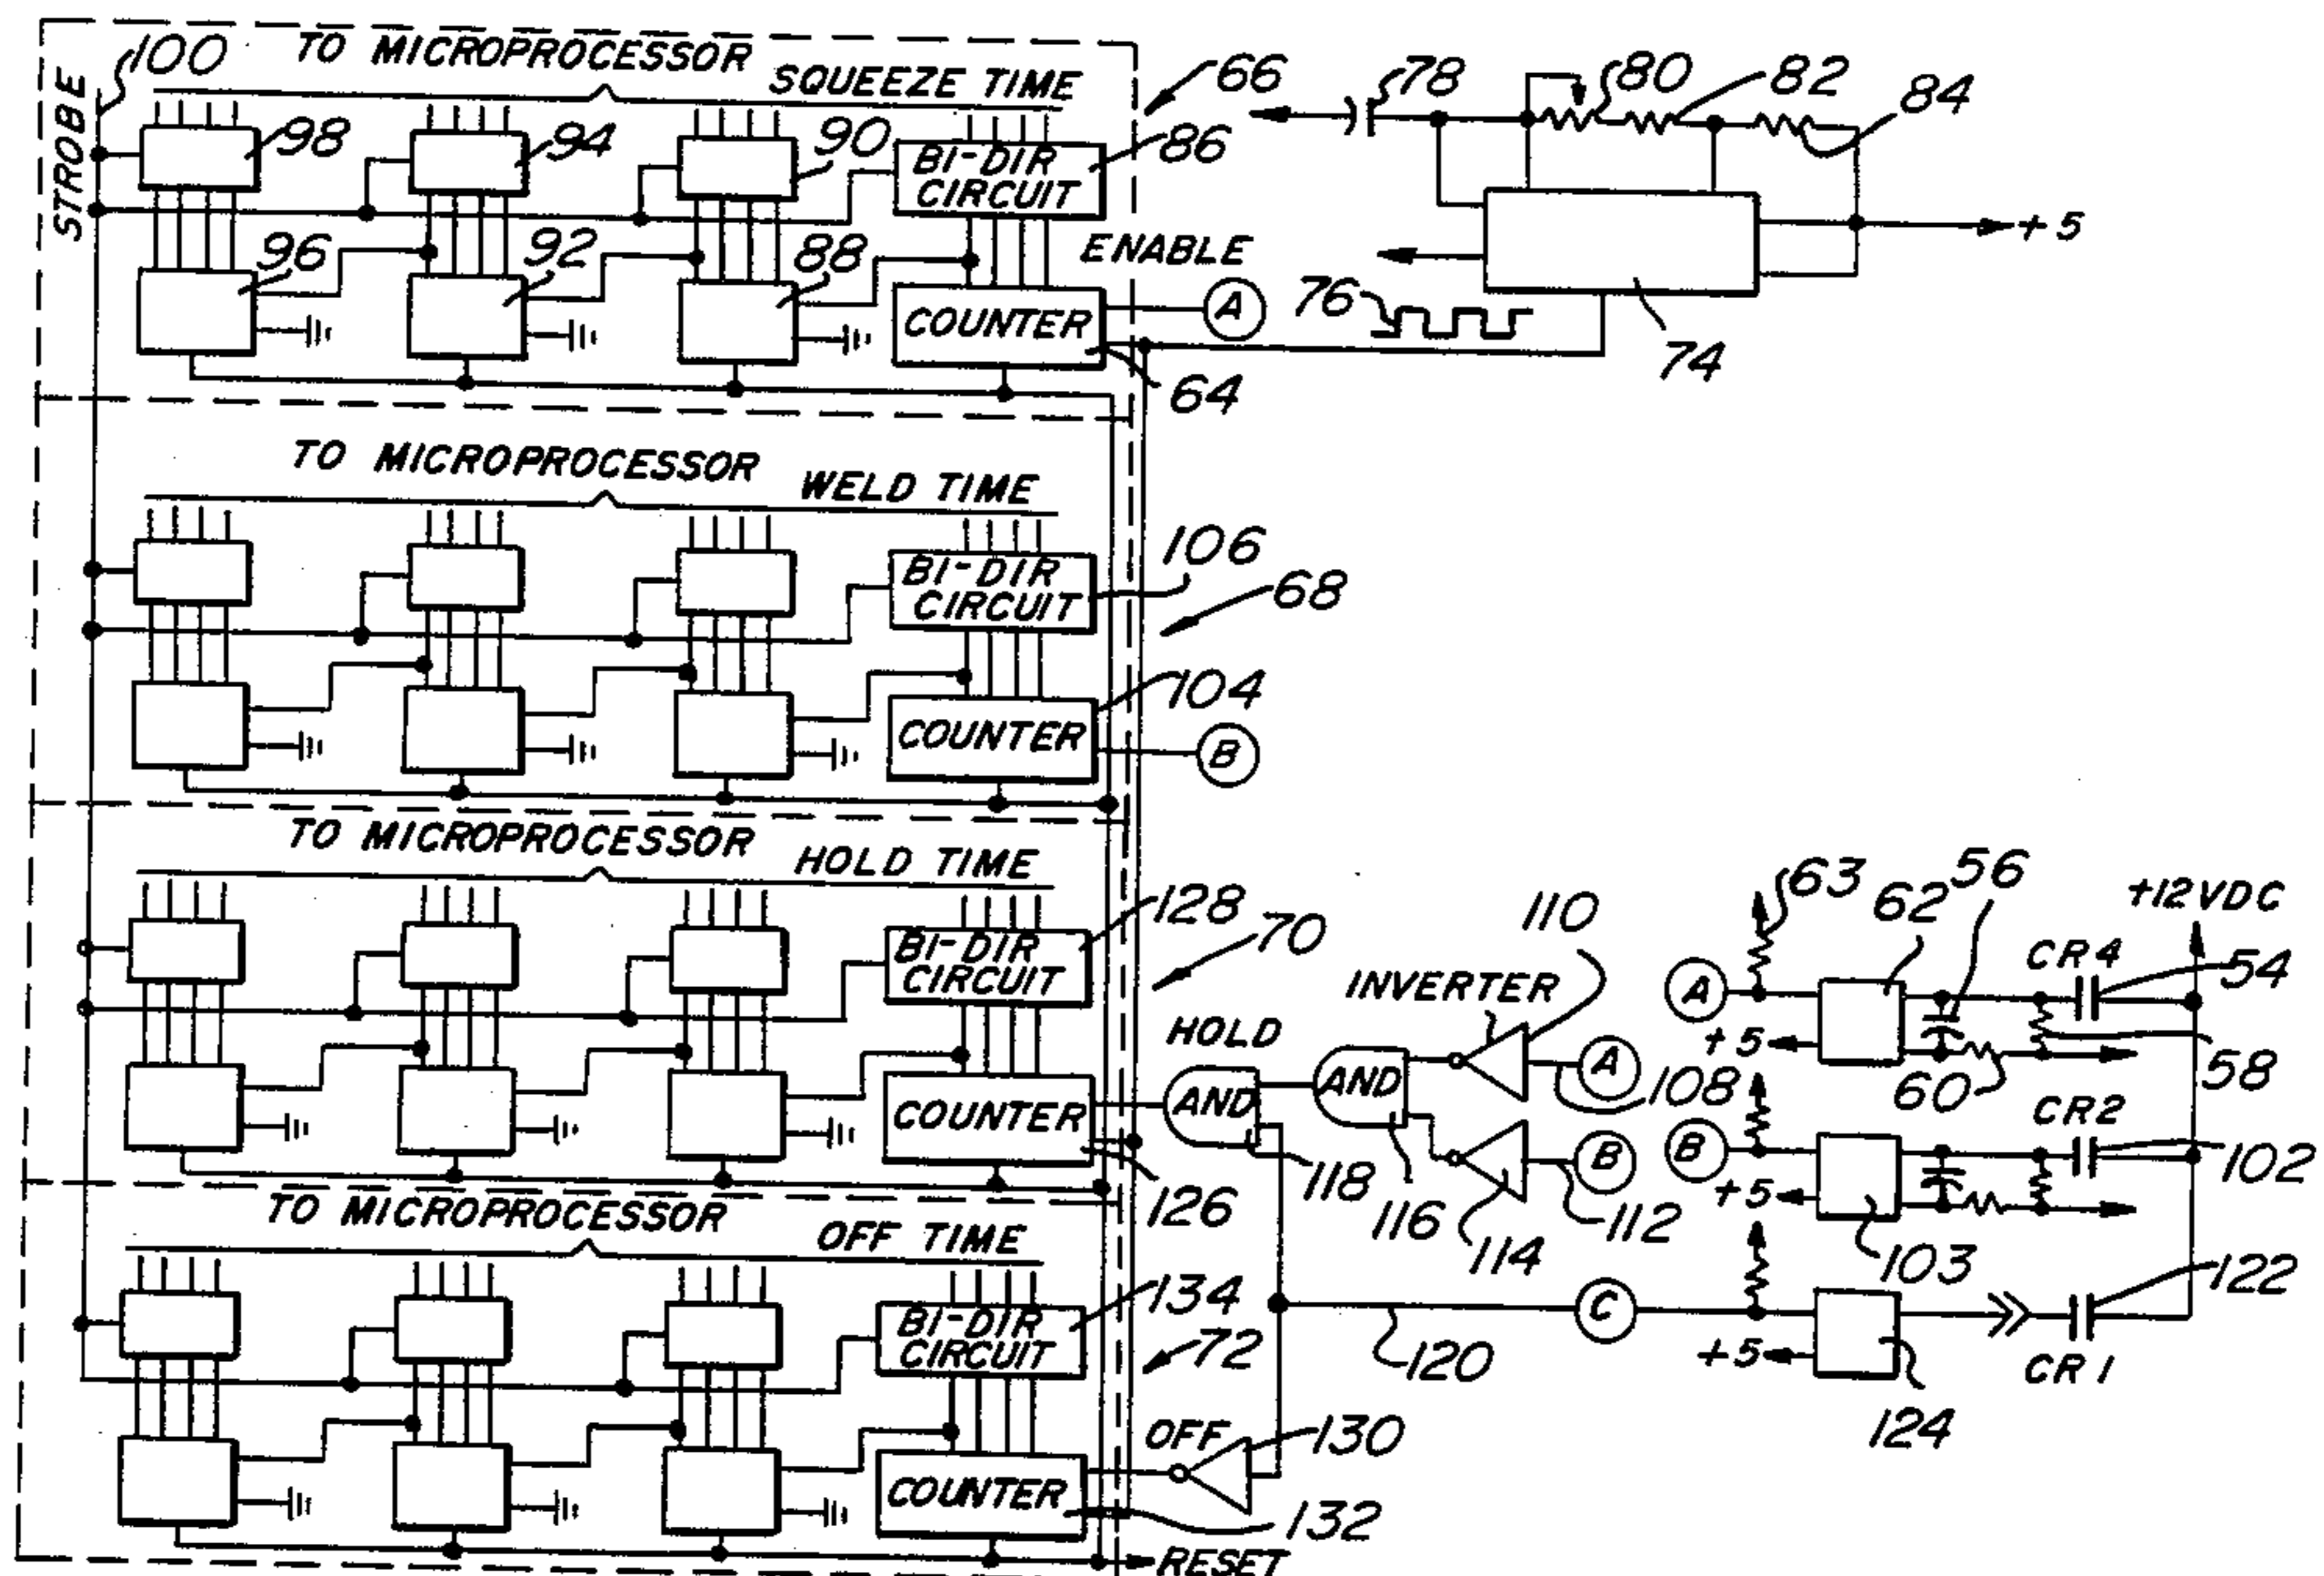 STROBE
100
TO MICROPROCESSOR
SQUEEZE TIME
66
78
80
82
84
98
94
90
BI-DIR
CIRCUIT
86
96
92
88
ENABLE
A
COUNTER
64
76
74
+5
TO MICROPROCESSOR
WELD TIME
BI-DIR
CIRCUIT
106
68
COUNTER
104
B
TO MICROPROCESSOR
HOLD TIME
BI-DIR
CIRCUIT
128
70
COUNTER
126
HOLD
AND
118
AND
116
INVERTER
110
A
108
B
112
114
A
63
62
56
+12VDC
CR4
54
+5
60
58
B
CR2
102
+5
103
TO MICROPROCESSOR
OFF TIME
BI-DIR
CIRCUIT
134
72
C
120
+5
124
122
CR1
OFF
130
COUNTER
132
RESET